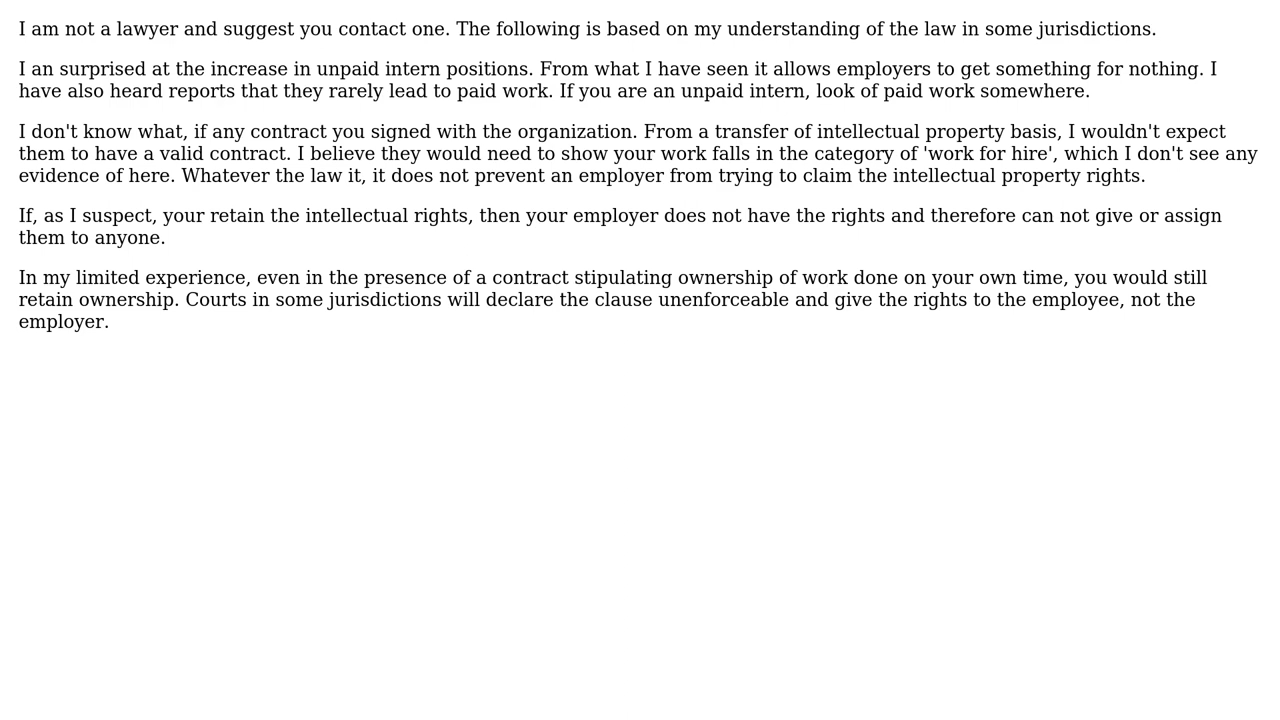 I am not a lawyer and suggest you contact one. The following is based on my understanding of the law in some jurisdictions.
I an surprised at the increase in unpaid intern positions. From what I have seen it allows employers to get something for nothing. I
have also heard reports that they rarely lead to paid work. If you are an unpaid intern, look of paid work somewhere.
I don't know what, if any contract you signed with the organization. From a transfer of intellectual property basis, I wouldn't expect
them to have a valid contract. I believe they would need to show your work falls in the category of 'work for hire', which I don't see any
evidence of here. Whatever the law it, it does not prevent an employer from trying to claim the intellectual property rights.
If, as I suspect, your retain the intellectual rights, then your employer does not have the rights and therefore can not give or assign
them to anyone.
In my limited experience, even in the presence of a contract stipulating ownership of work done on your own time, you would still
retain ownership. Courts in some jurisdictions will declare the clause unenforceable and give the rights to the employee, not the
employer.